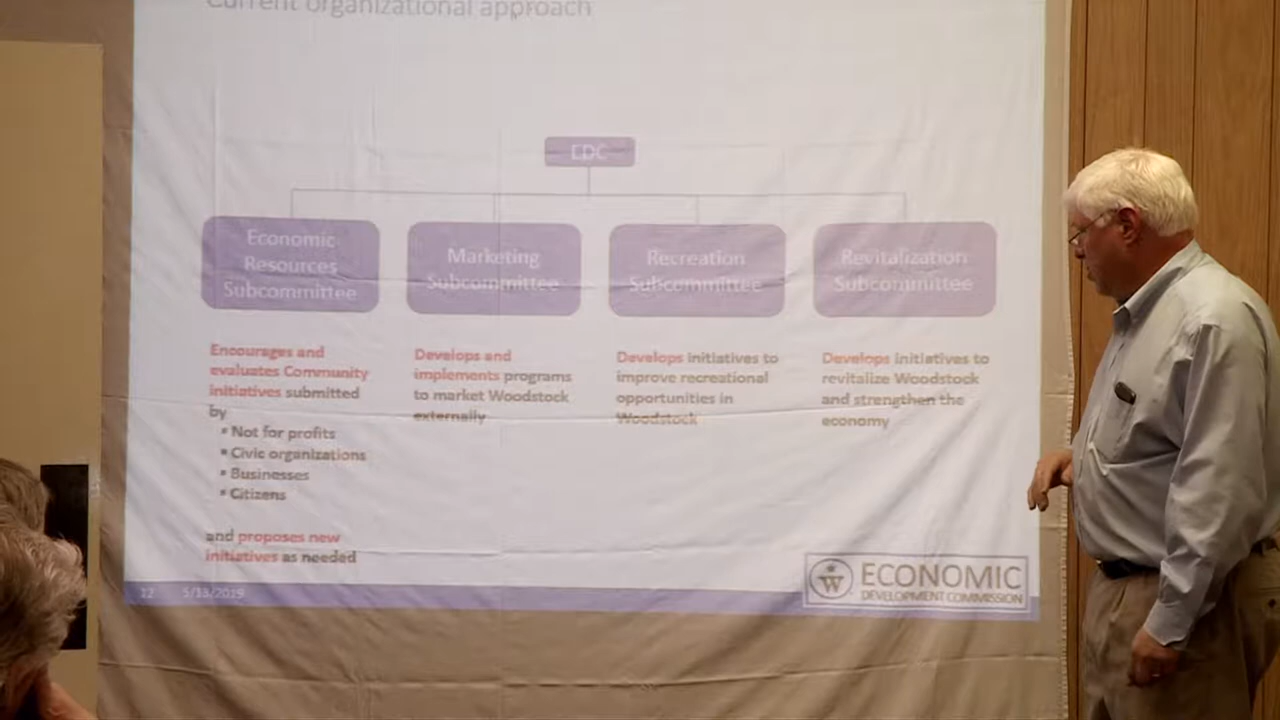 Current organizational approach
EDC
Economic
Resources
Subcommittee
Marketing
Subcommittee
Recreation
Subcommittee
Revitalization
Subcommittee
Encourages and
evaluates Community
initiatives submitted
by
▪ Not for profits
▪ Civic organizations
▪ Businesses
▪ Citizens
and proposes new
initiatives as needed
Develops and
implements programs
to market Woodstock
externally
Develops initiatives to
improve recreational
opportunities in
Woodstock
Develops initiatives to
revitalize Woodstock
and strengthen the
economy
12 5/13/2019
W
ECONOMIC
DEVELOPMENT COMMISSION